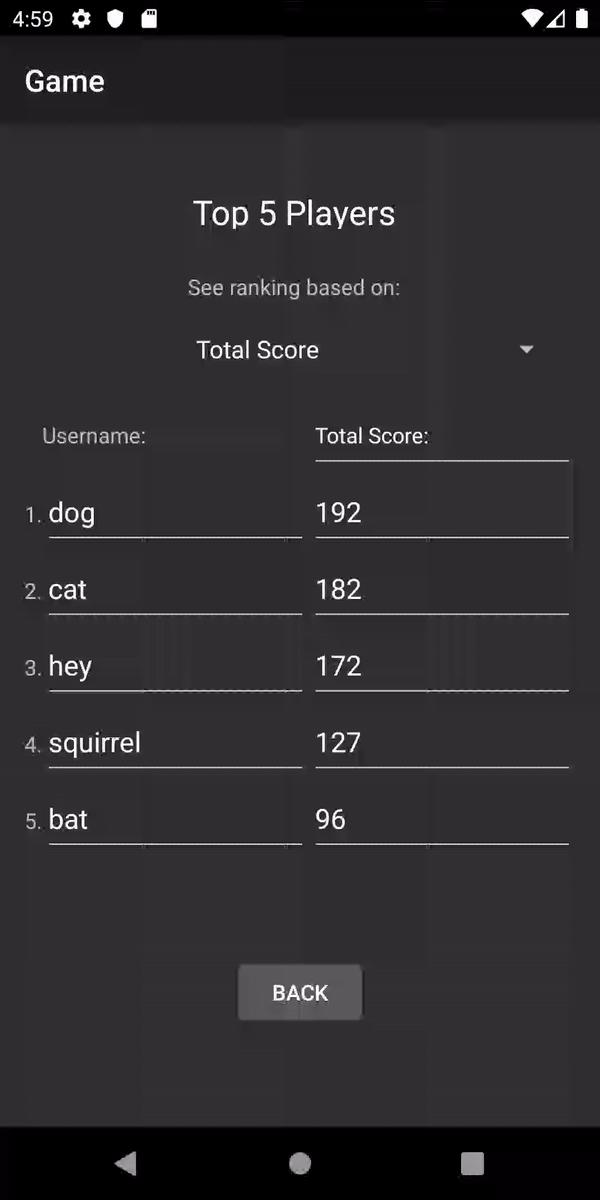 4:59
Game
Top 5 Players
See ranking based on:
Total Score
Username: Total Score:
1. dog 192
2. cat 182
3. hey 172
4. squirrel 127
5. bat 96
BACK